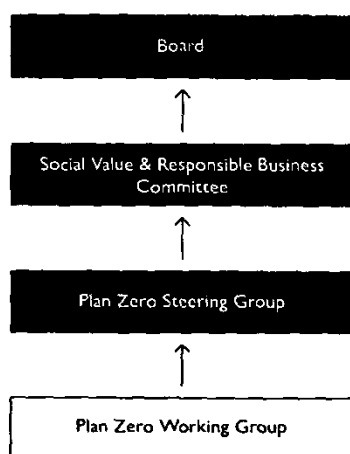 Board
Social Value & Responsible Business
Committee
Plan Zero Steering Group
Plan Zero Working Group